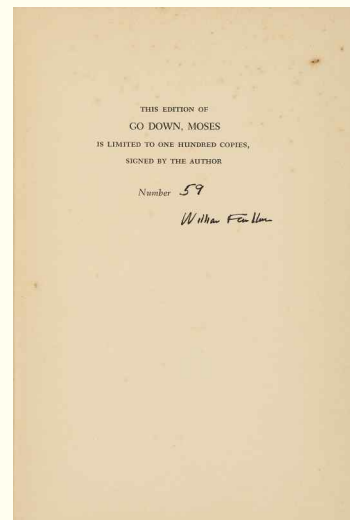 THIS EDITION OF
GO DOWN, MOSES
IS LIMITED TO ONE HUNDRED COPIES,
SIGNED BY THE AUTHOR
Number 59
William Faulkner